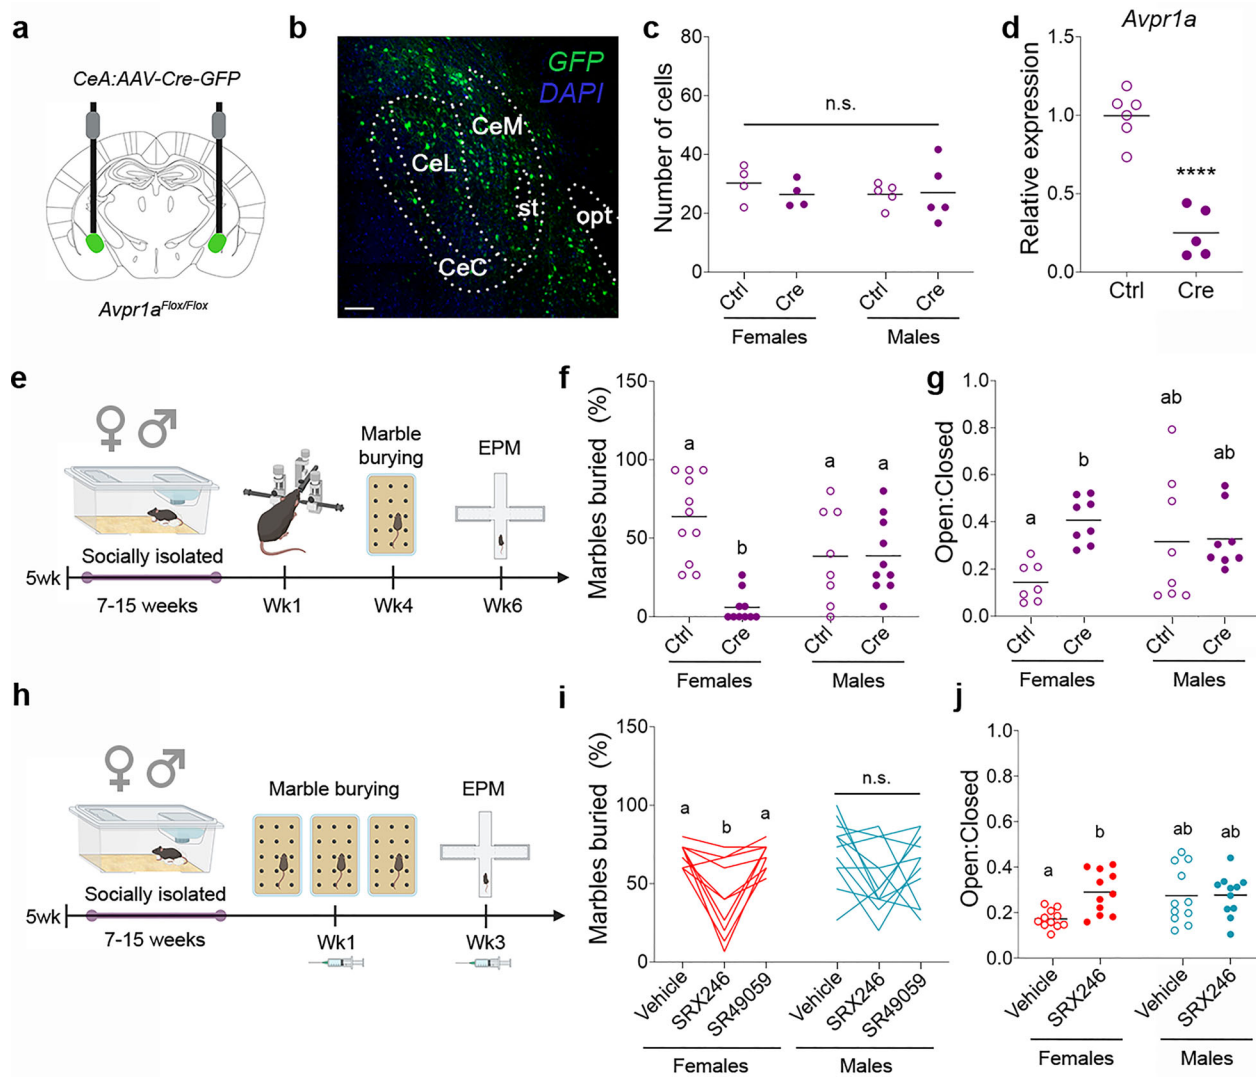 a
CeA:AAV-Cre-GFP
Avpr1aFlox/Flox
b
GFP
DAPI
CeM
CeL
st
opt
CeC
c
Number of cells
80
60
40
20
0
n.s.
Ctrl
Cre
Ctrl
Cre
Females
Males
d
Avpr1a
Relative expression
1.5
1.0
0.5
0.0
****
Ctrl
Cre
e
Socially isolated
5wk
7-15 weeks
Marble
burying
EPM
Wk1
Wk4
Wk6
f
Marbles buried (%)
150
100
50
0
a
b
a
a
Ctrl
Cre
Ctrl
Cre
Females
Males
g
Open:Closed
1.0
0.8
0.6
0.4
0.2
0.0
a
b
ab
ab
Ctrl
Cre
Ctrl
Cre
Females
Males
h
Socially isolated
5wk
7-15 weeks
Marble burying
EPM
Wk1
Wk3
i
Marbles buried (%)
150
100
50
0
a
b
a
n.s.
Vehicle
SRX246
SR49059
Vehicle
SRX246
SR49059
Females
Males
j
Open:Closed
1.0
0.8
0.6
0.4
0.2
0.0
a
b
ab
ab
Vehicle
SRX246
Vehicle
SRX246
Females
Males